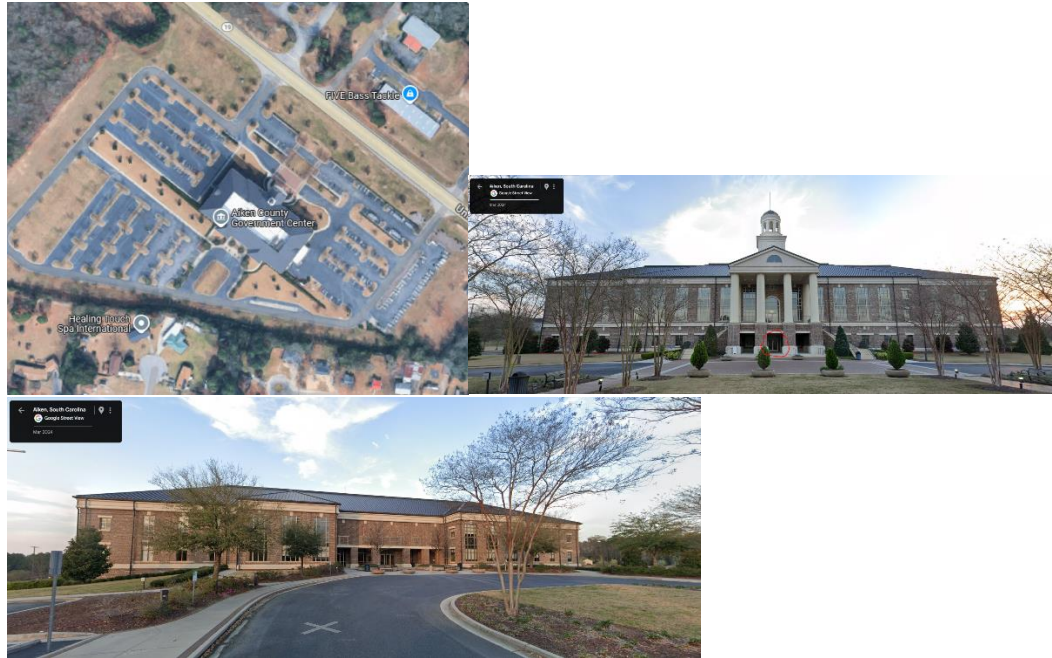 19
FIVE Bass Tackle
Aiken County
Government Center
Healing Touch
Spa International
Aiken, South Carolina
Google Street View
Aiken, South Carolina
Google Street View
Mar 2024